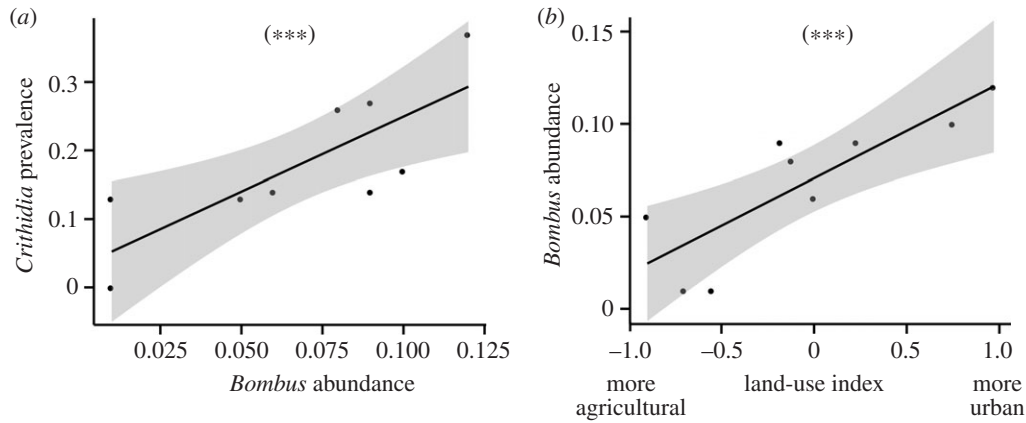 (a)
(***)
Crithidia prevalence
0.3
0.2
0.1
0
0.025 0.050 0.075 0.100 0.125
Bombus abundance
(b)
(***)
Bombus abundance
0.15
0.10
0.05
0
–1.0 –0.5 0 0.5 1.0
more agricultural
land-use index
more urban